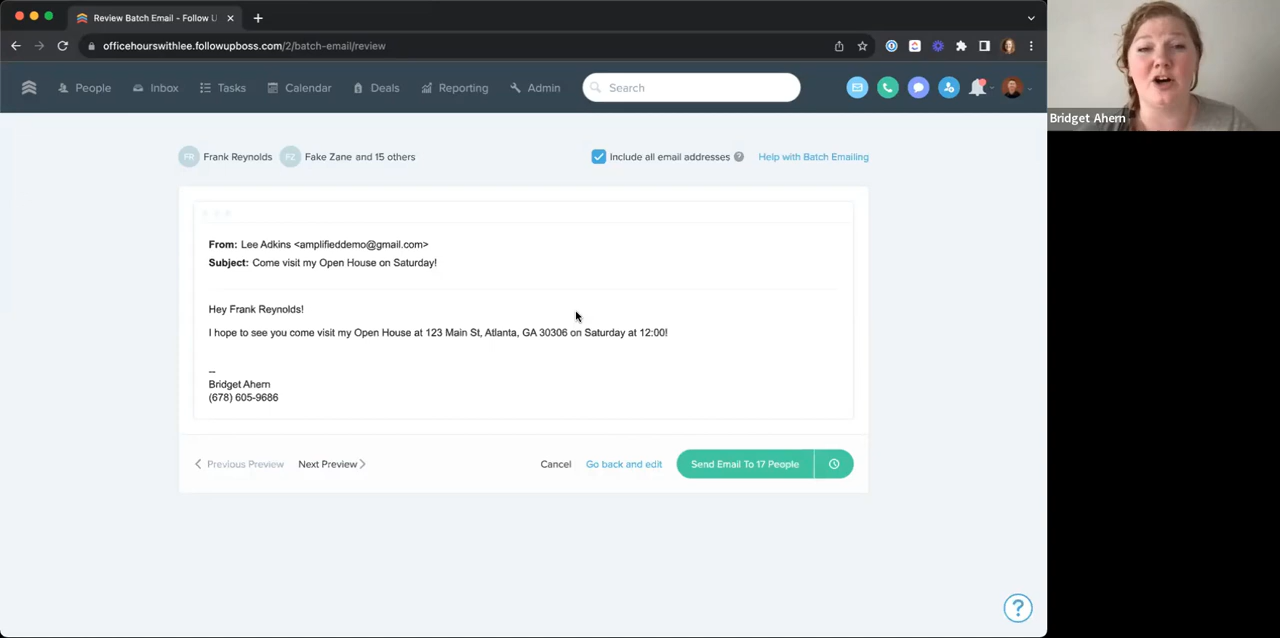 Review Batch Email - Follow U
officehourswithlee.followupboss.com/2/batch-email/review
People Inbox Tasks Calendar Deals Reporting Admin Search
Bridget Ahern
FR Frank Reynolds FZ Fake Zane and 15 others Include all email addresses ? Help with Batch Emailing
From: Lee Adkins <amplifieddemo@gmail.com>
Subject: Come visit my Open House on Saturday!
Hey Frank Reynolds!
I hope to see you come visit my Open House at 123 Main St, Atlanta, GA 30306 on Saturday at 12:00!
--
Bridget Ahern
(678) 605-9686
Previous Preview Next Preview Cancel Go back and edit Send Email To 17 People
?